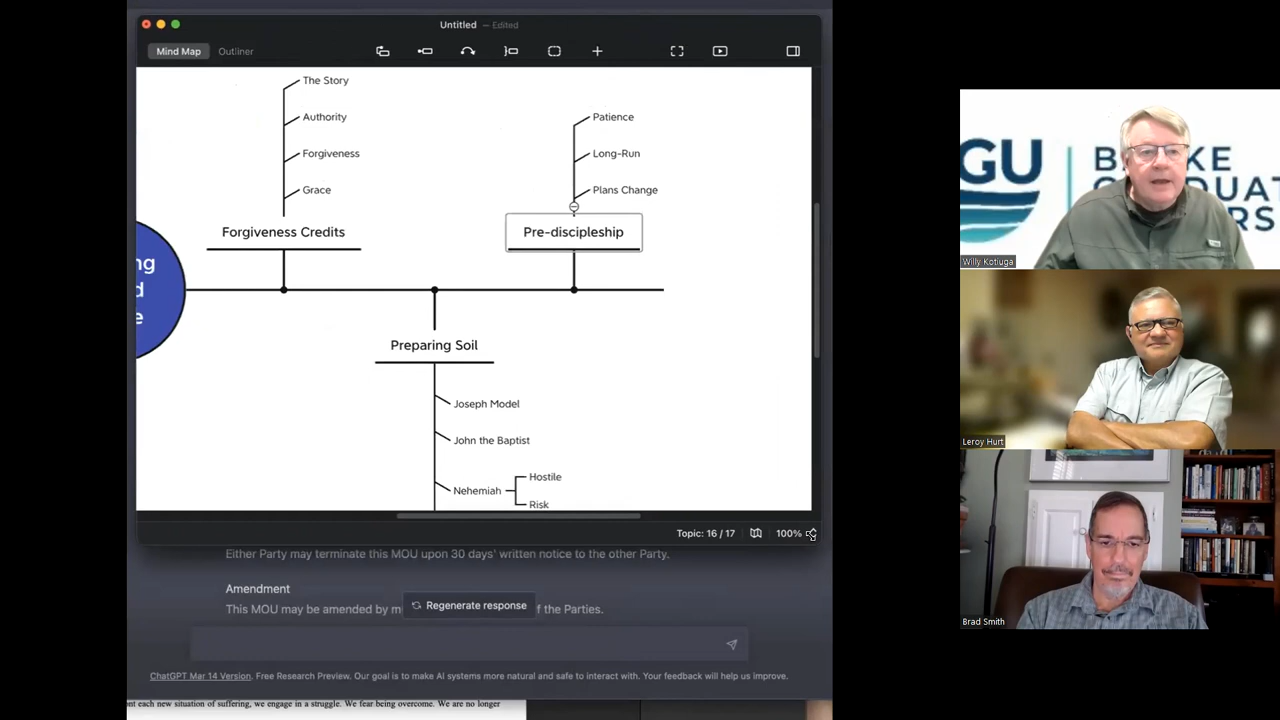 Untitled — Edited
Mind Map
Outliner
The Story
Authority
Forgiveness
Grace
Forgiveness Credits
Patience
Long-Run
Plans Change
Pre-discipleship
ng
d
e
Preparing Soil
Joseph Model
John the Baptist
Nehemiah
Hostile
Risk
Topic: 16 / 17
100%
Either Party may terminate this MOU upon 30 days' written notice to the other Party.
Amendment
This MOU may be amended by m
Regenerate response
f the Parties.
ChatGPT Mar 14 Version. Free Research Preview. Our goal is to make AI systems more natural and safe to interact with. Your feedback will help us improve.
ont each new situation of suffering, we engage in a struggle. We fear being overcome. We are no longer
GU
Willy Kotiuga
Leroy Hurt
Brad Smith